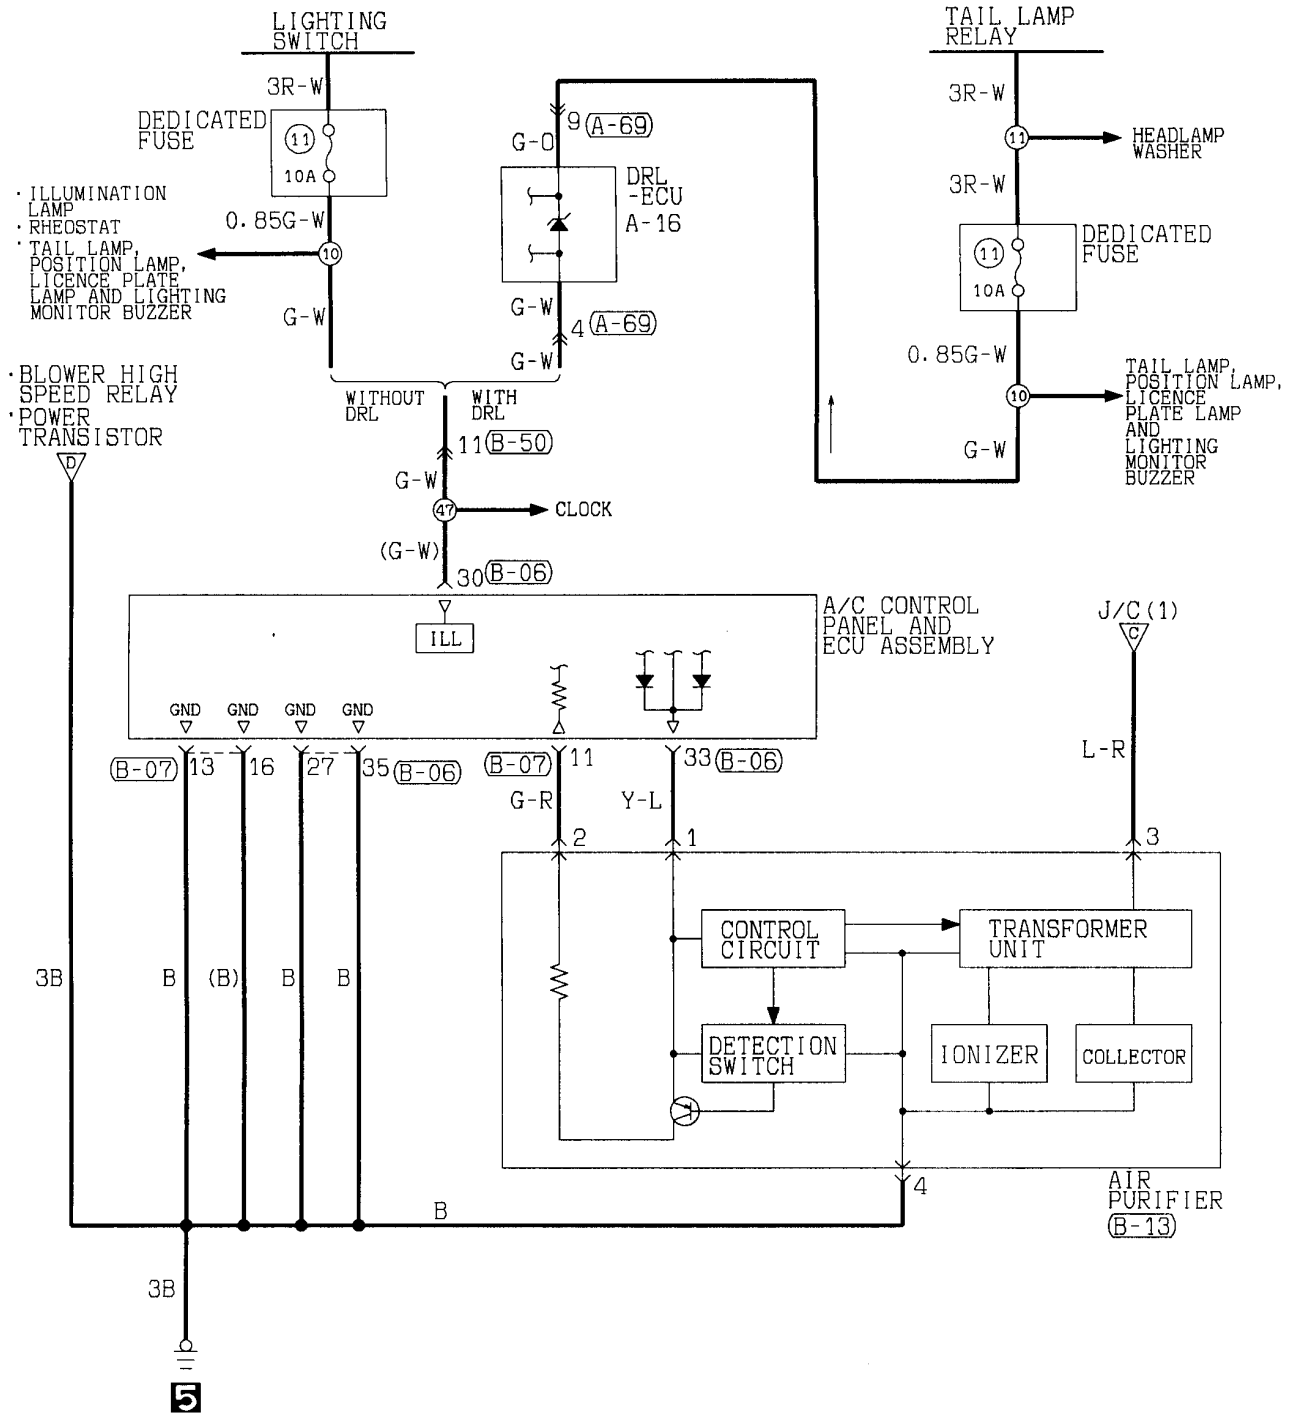 LIGHTING
SWITCH
TAIL LAMP
RELAY
3R-W
3R-W
DEDICATED
FUSE
11
10A
9
A-69
G-O
11
HEADLAMP
WASHER
DRL
-ECU
A-16
3R-W
· ILLUMINATION
LAMP
· RHEOSTAT
· TAIL LAMP,
POSITION LAMP,
LICENCE PLATE
LAMP AND LIGHTING
MONITOR BUZZER
0.85G-W
10
G-W
DEDICATED
FUSE
11
10A
G-W
4
A-69
G-W
0.85G-W
10
TAIL LAMP,
POSITION LAMP,
LICENCE
PLATE LAMP
AND
LIGHTING
MONITOR
BUZZER
G-W
· BLOWER HIGH
SPEED RELAY
· POWER
TRANSISTOR
D
WITHOUT
DRL
WITH
DRL
11
B-50
G-W
47
CLOCK
(G-W)
30
B-06
A/C CONTROL
PANEL AND
ECU ASSEMBLY
ILL
J/C(1)
C
GND
GND
GND
GND
B-07
13
16
27
35
B-06
B-07
11
33
B-06
L-R
G-R
Y-L
2
1
3
CONTROL
CIRCUIT
TRANSFORMER
UNIT
3B
B
(B)
B
B
DETECTION
SWITCH
IONIZER
COLLECTOR
4
AIR
PURIFIER
B-13
B
3B
5